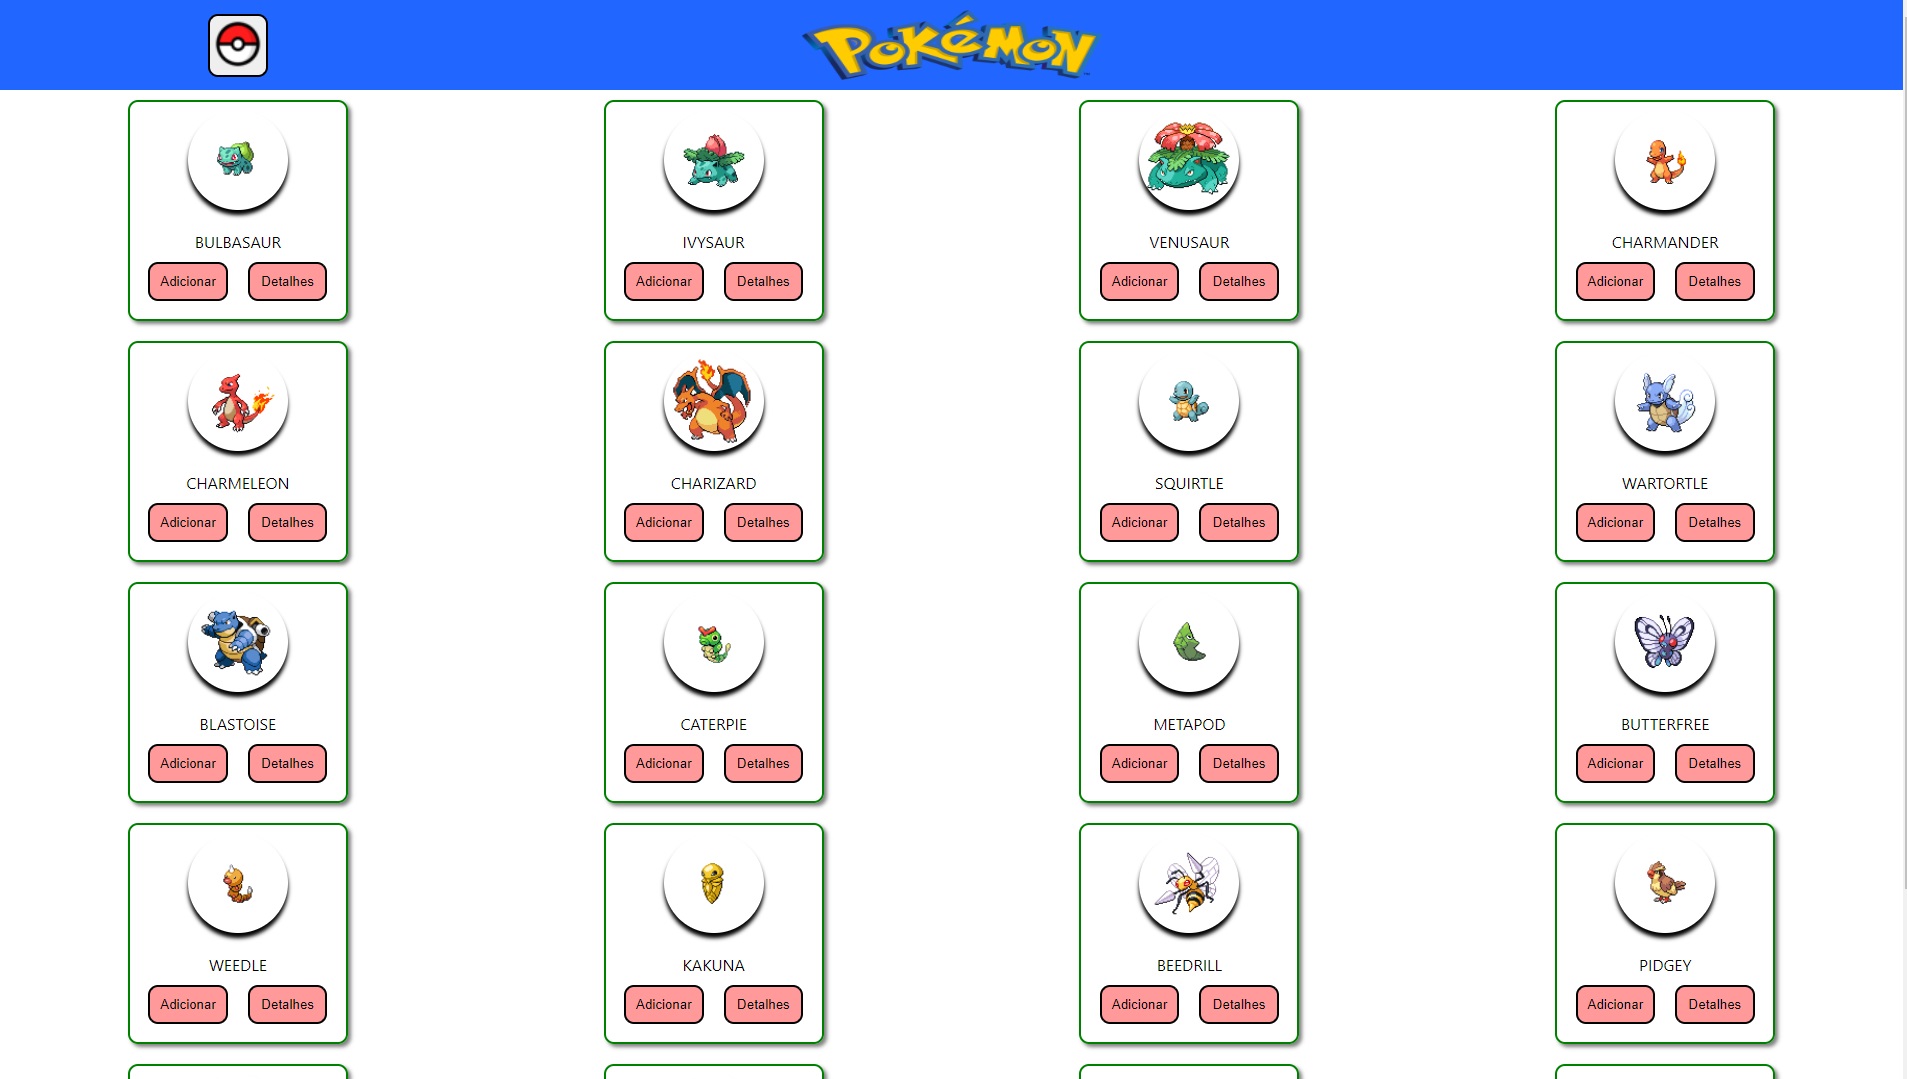 POKÉMON
BULBASAUR
Adicionar Detalhes
IVYSAUR
Adicionar Detalhes
VENUSAUR
Adicionar Detalhes
CHARMANDER
Adicionar Detalhes
CHARMELEON
Adicionar Detalhes
CHARIZARD
Adicionar Detalhes
SQUIRTLE
Adicionar Detalhes
WARTORTLE
Adicionar Detalhes
BLASTOISE
Adicionar Detalhes
CATERPIE
Adicionar Detalhes
METAPOD
Adicionar Detalhes
BUTTERFREE
Adicionar Detalhes
WEEDLE
Adicionar Detalhes
KAKUNA
Adicionar Detalhes
BEEDRILL
Adicionar Detalhes
PIDGEY
Adicionar Detalhes